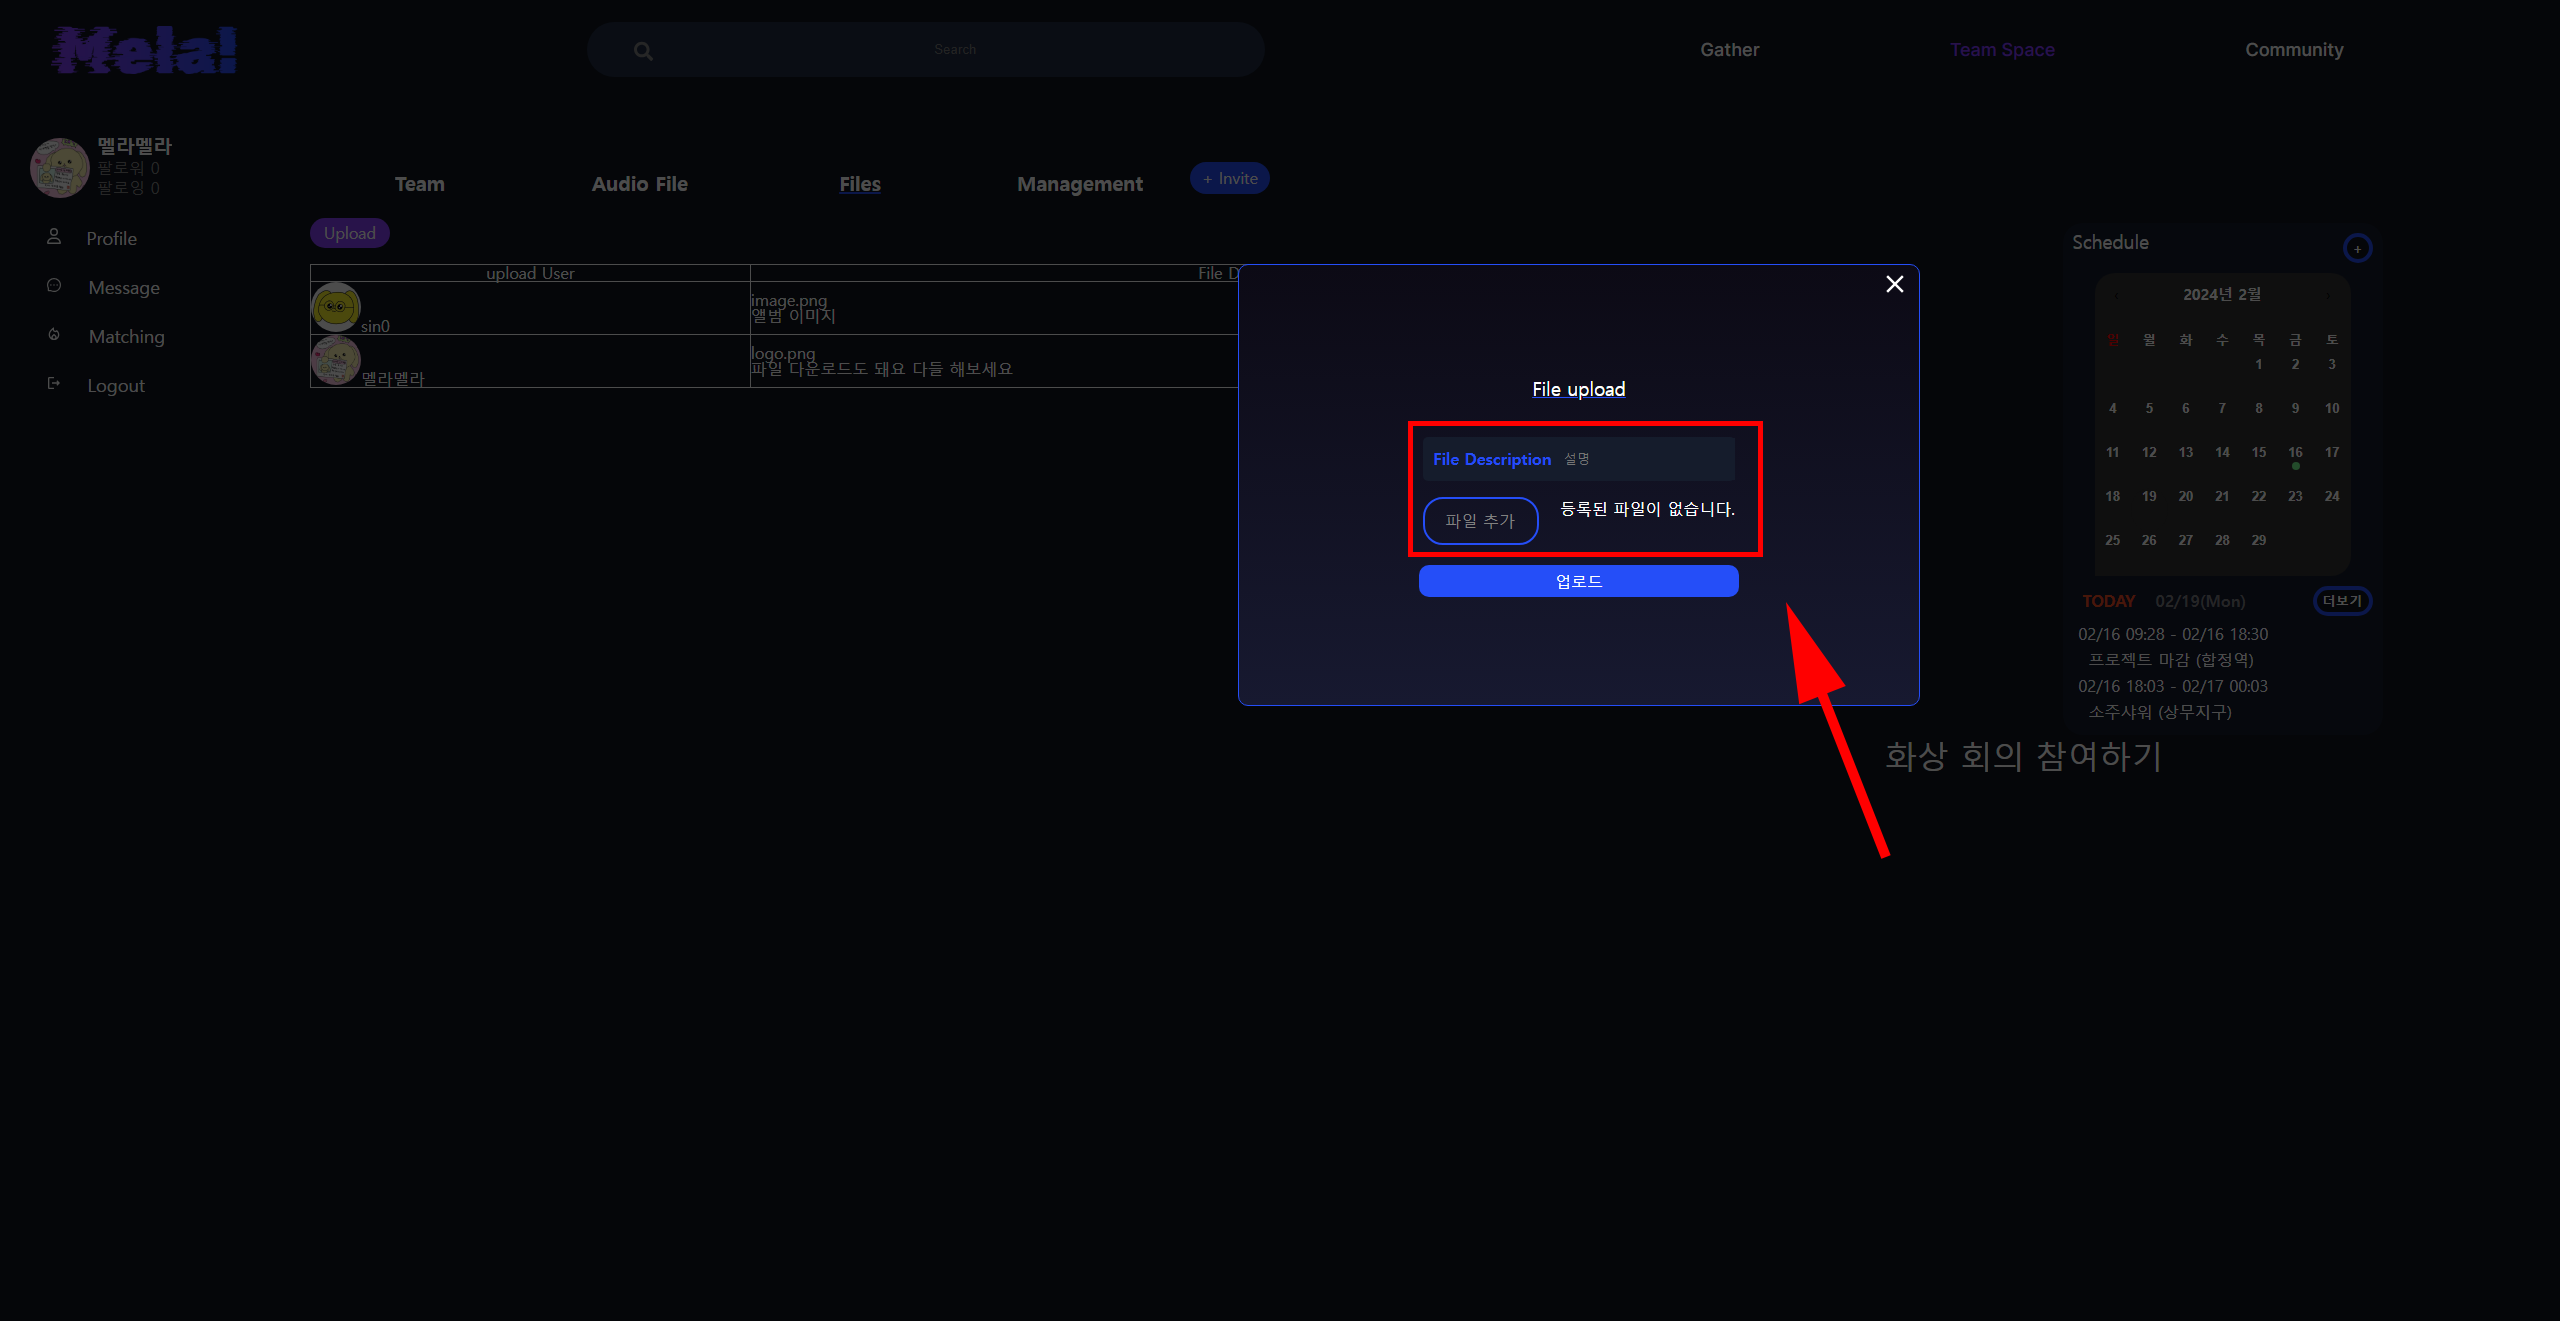 Mela!
Search
Gather
Team Space
Community
멜라멜라
팔로워 0
팔로잉 0
Profile
Message
Matching
Logout
Team
Audio File
Files
Management
+ Invite
Upload
upload User
File D
sin0
image.png
앨범 이미지
멜라멜라
logo.png
파일 다운로드도 돼요 다들 해보세요
File upload
File Description 설명
파일 추가
등록된 파일이 없습니다.
업로드
Schedule
+
2024년 2월
일 월 화 수 목 금 토
1 2 3
4 5 6 7 8 9 10
11 12 13 14 15 16 17
18 19 20 21 22 23 24
25 26 27 28 29
TODAY 02/19(Mon)
더보기
02/16 09:28 - 02/16 18:30
프로젝트 마감 (합정역)
02/16 18:03 - 02/17 00:03
소주샤워 (상무지구)
화상 회의 참여하기